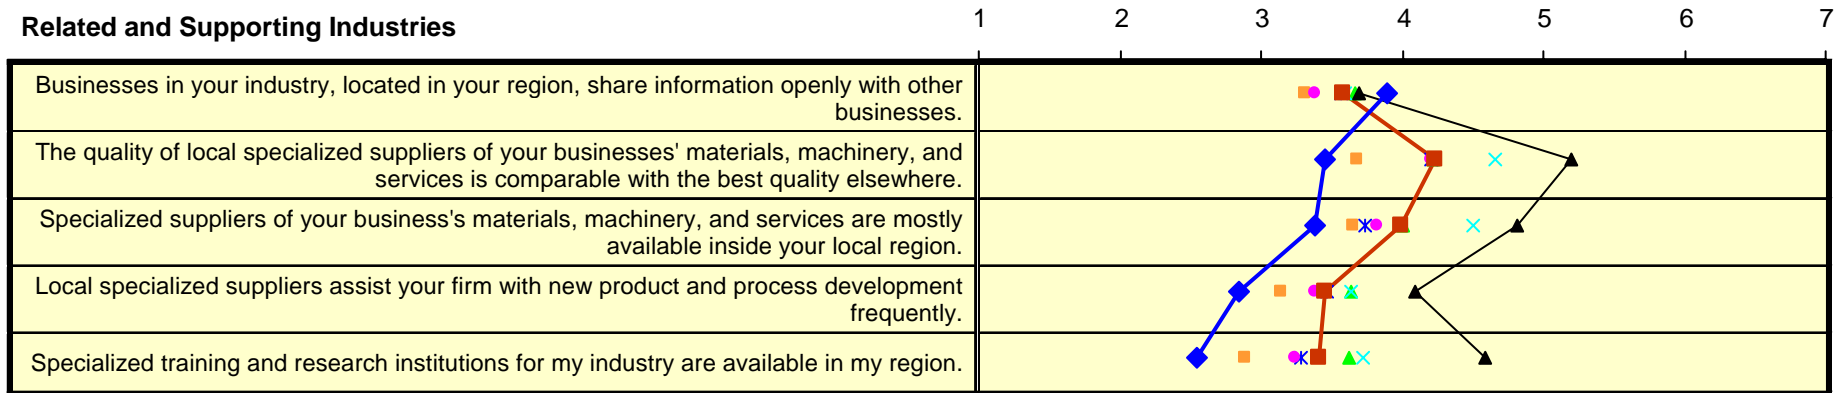 Related and Supporting Industries
1 2 3 4 5 6 7
Businesses in your industry, located in your region, share information openly with other
businesses.
The quality of local specialized suppliers of your businesses' materials, machinery, and
services is comparable with the best quality elsewhere.
Specialized suppliers of your business's materials, machinery, and services are mostly
available inside your local region.
Local specialized suppliers assist your firm with new product and process development
frequently.
Specialized training and research institutions for my industry are available in my region.